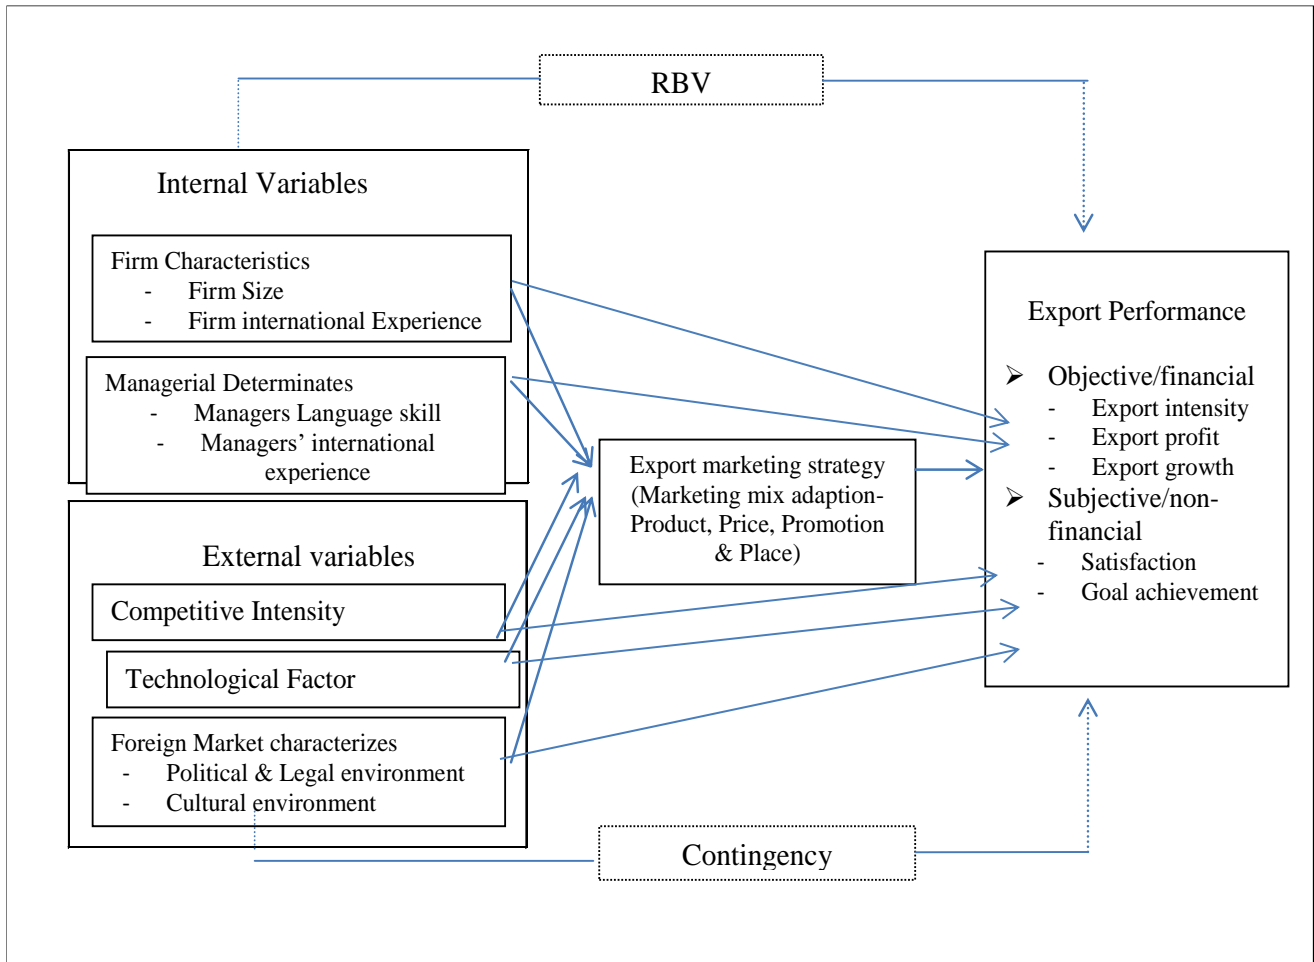 RBV
Internal Variables
Firm Characteristics
- Firm Size
- Firm international Experience
Managerial Determinates
- Managers Language skill
- Managers’ international
experience
External variables
Competitive Intensity
Technological Factor
Foreign Market characterizes
- Political & Legal environment
- Cultural environment
Export marketing strategy
(Marketing mix adaption-
Product, Price, Promotion
& Place)
Export Performance
➢ Objective/financial
- Export intensity
- Export profit
- Export growth
➢ Subjective/non-
financial
- Satisfaction
- Goal achievement
Contingency